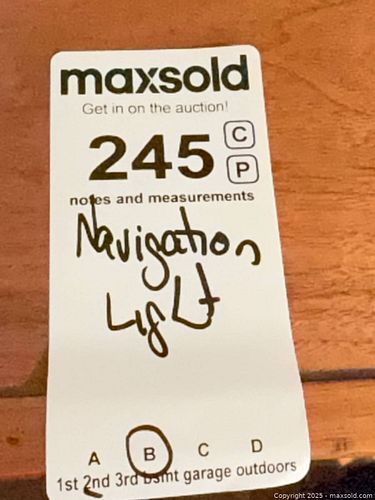 maxsold
Get in on the auction!
245 C
P
notes and measurements
Navigation
Light
A B C D
1st 2nd 3rd bsmt garage outdoors
Copyright 2025 - maxsold.com